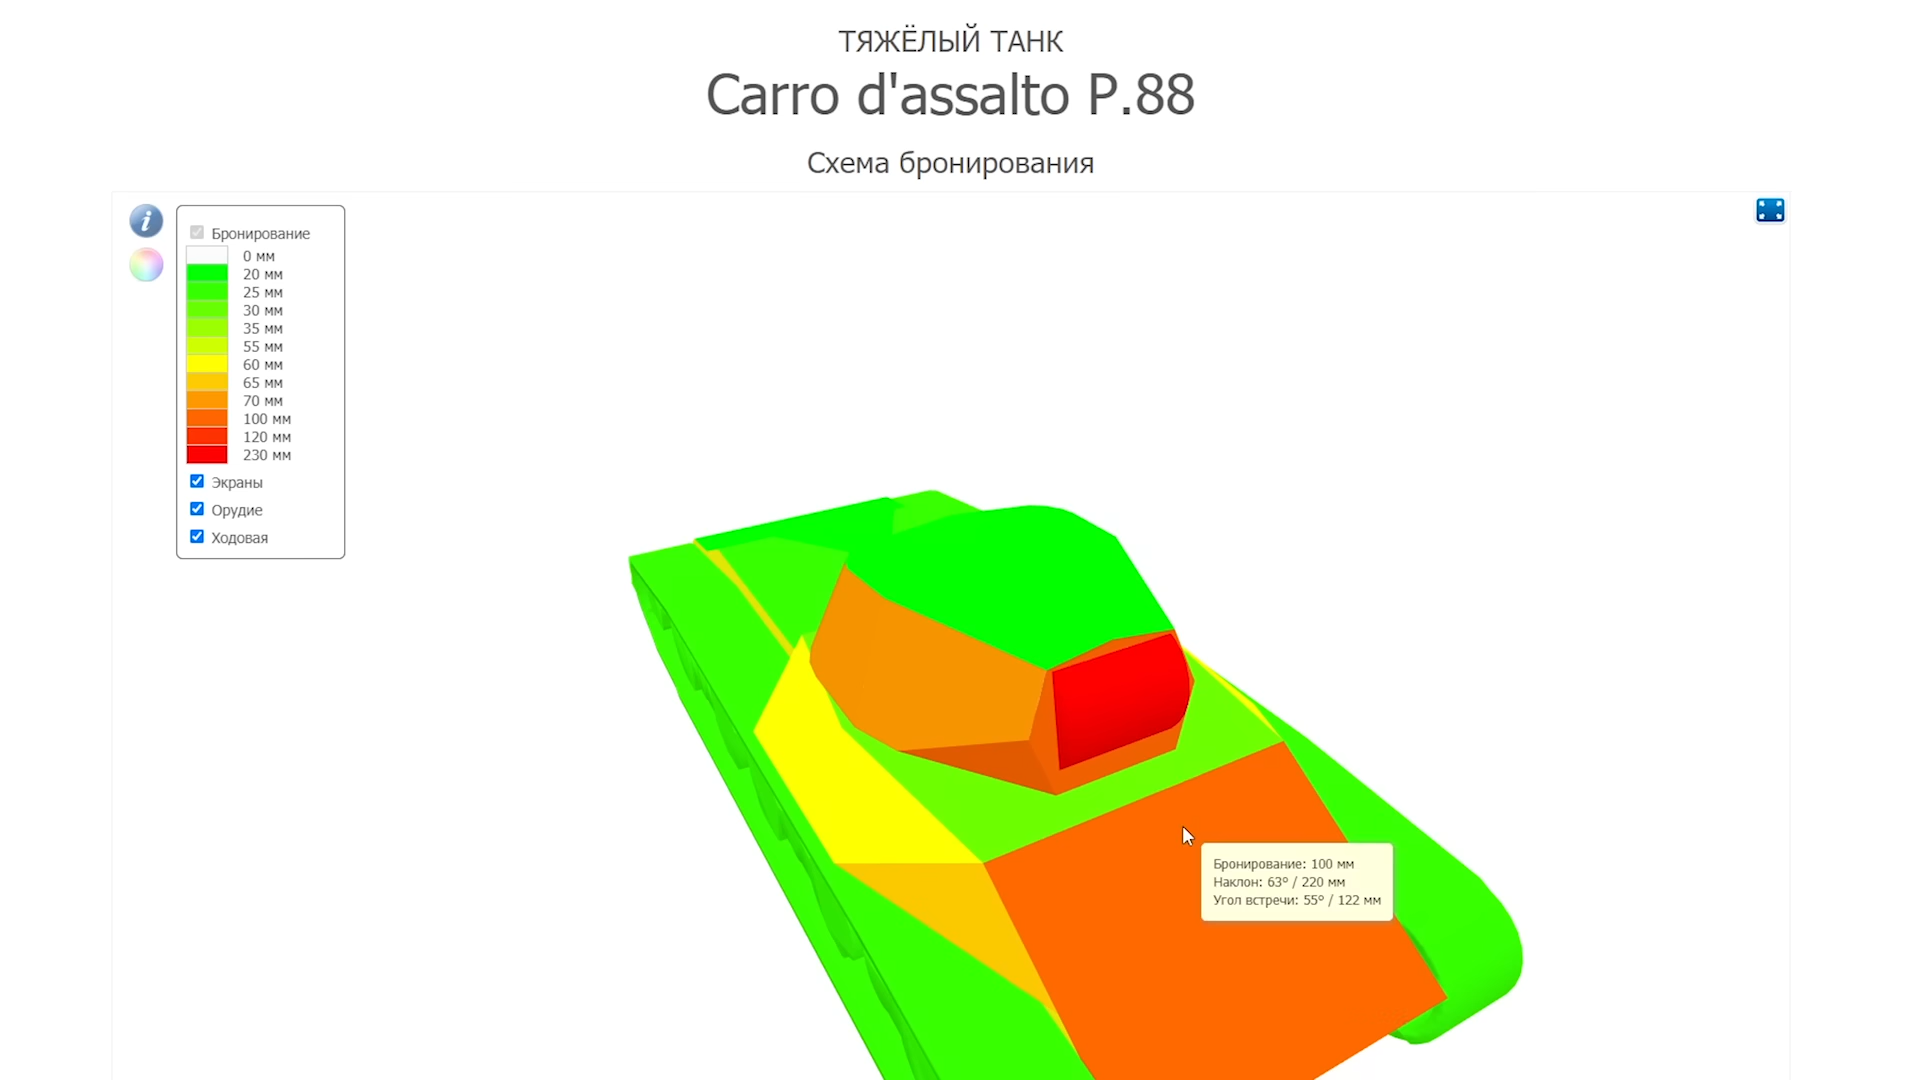 ТЯЖЁЛЫЙ ТАНК
Carro d'assalto P.88
Схема бронирования
i
Бронирование
0 мм
20 мм
25 мм
30 мм
35 мм
55 мм
60 мм
65 мм
70 мм
100 мм
120 мм
230 мм
Экраны
Орудие
Ходовая
Бронирование: 100 мм
Наклон: 63º / 220 мм
Угол встречи: 55º / 122 мм